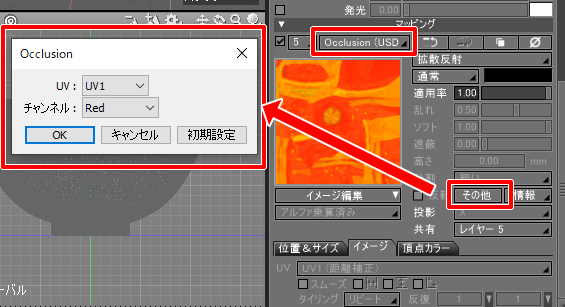 Occlusion
UV : UV1
チャンネル : Red
OK キャンセル 初期設定
ーバル
発光 0.00
マッピング
5 Occlusion (USD
拡散反射
通常
適用率 1.00
乱れ 0.50
ソフト 1.00
遮蔽 0.00
高さ 0.00 mm
イメージ編集
その他 情報
アルファ乗算済み
投影 X
共有 レイヤー 5
位置&サイズ イメージ 頂点カラー
UV UV1 (距離補正)
スムーズ
タイリング リピート 反復 1 1